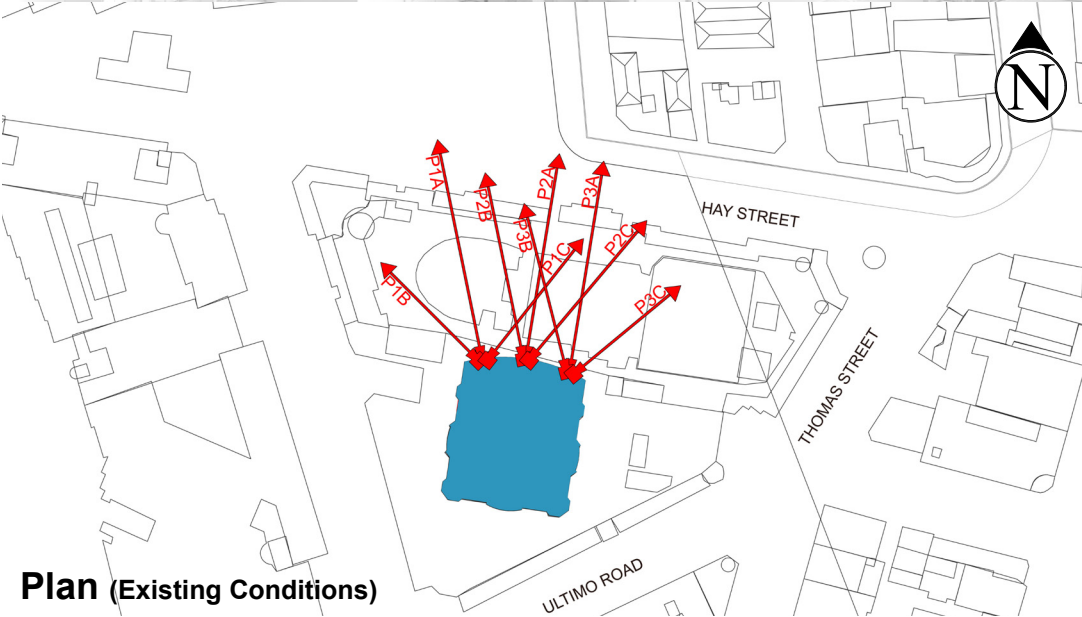 N
P1A
P2B
P2A
P3A
P3B
P1C
P2C
P1B
P3C
HAY STREET
THOMAS STREET
ULTIMO ROAD
Plan (Existing Conditions)